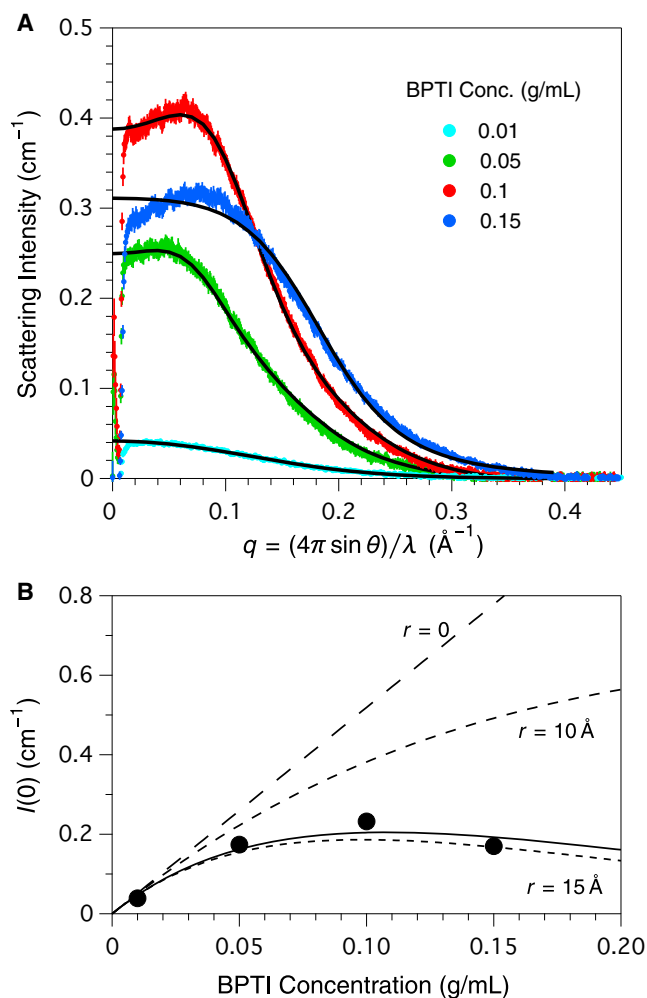 A
0.5
0.4
0.3
0.2
0.1
0
Scattering Intensity (cm⁻¹)
BPTI Conc. (g/mL)
0.01
0.05
0.1
0.15
0 0.1 0.2 0.3 0.4
q = (4π sin θ)/λ (Å⁻¹)
B
0.8
0.6
0.4
0.2
0
I(0) (cm⁻¹)
r = 0
r = 10 Å
r = 15 Å
0 0.05 0.10 0.15 0.20
BPTI Concentration (g/mL)